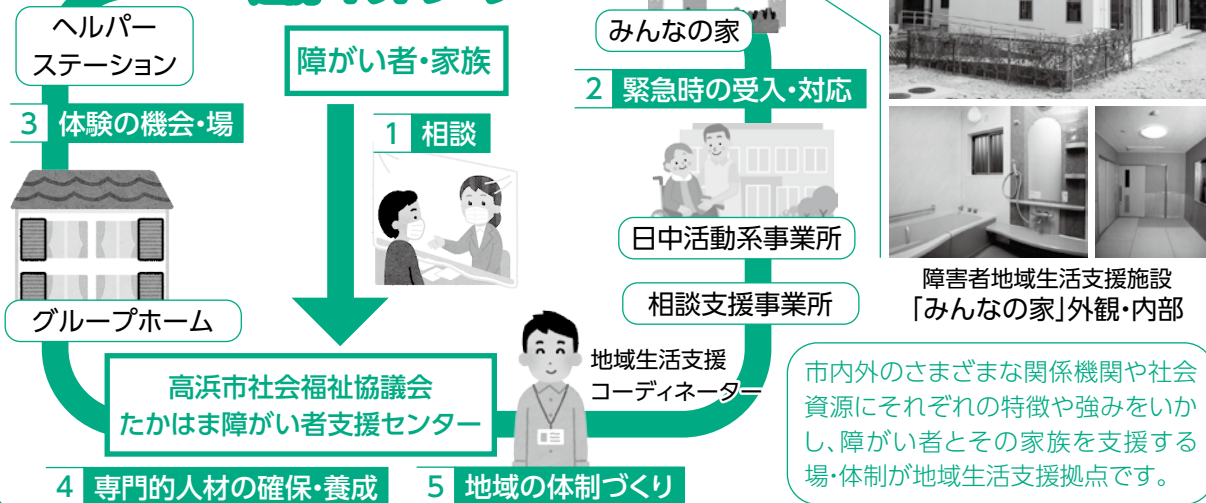 ヘルパー
ステーション
障がい者・家族
みんなの家
2 緊急時の受入・対応
3 体験の機会・場
1 相談
日中活動系事業所
相談支援事業所
グループホーム
障害者地域生活支援施設
「みんなの家」外観・内部
地域生活支援
コーディネーター
高浜市社会福祉協議会
たかはま障がい者支援センター
市内外のさまざまな関係機関や社会
資源にそれぞれの特徴や強みをいか
し、障がい者とその家族を支援する
場・体制が地域生活支援拠点です。
4 専門的人材の確保・養成
5 地域の体制づくり